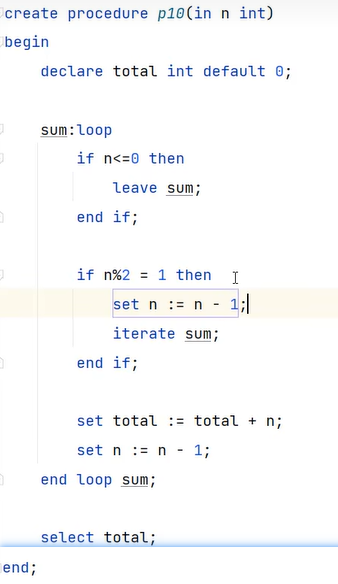 create procedure p10(in n int)
begin
    declare total int default 0;

    sum:loop
        if n<=0 then
            leave sum;
        end if;

        if n%2 = 1 then
            set n := n - 1;
            iterate sum;
        end if;

        set total := total + n;
        set n := n - 1;
    end loop sum;

    select total;
end;